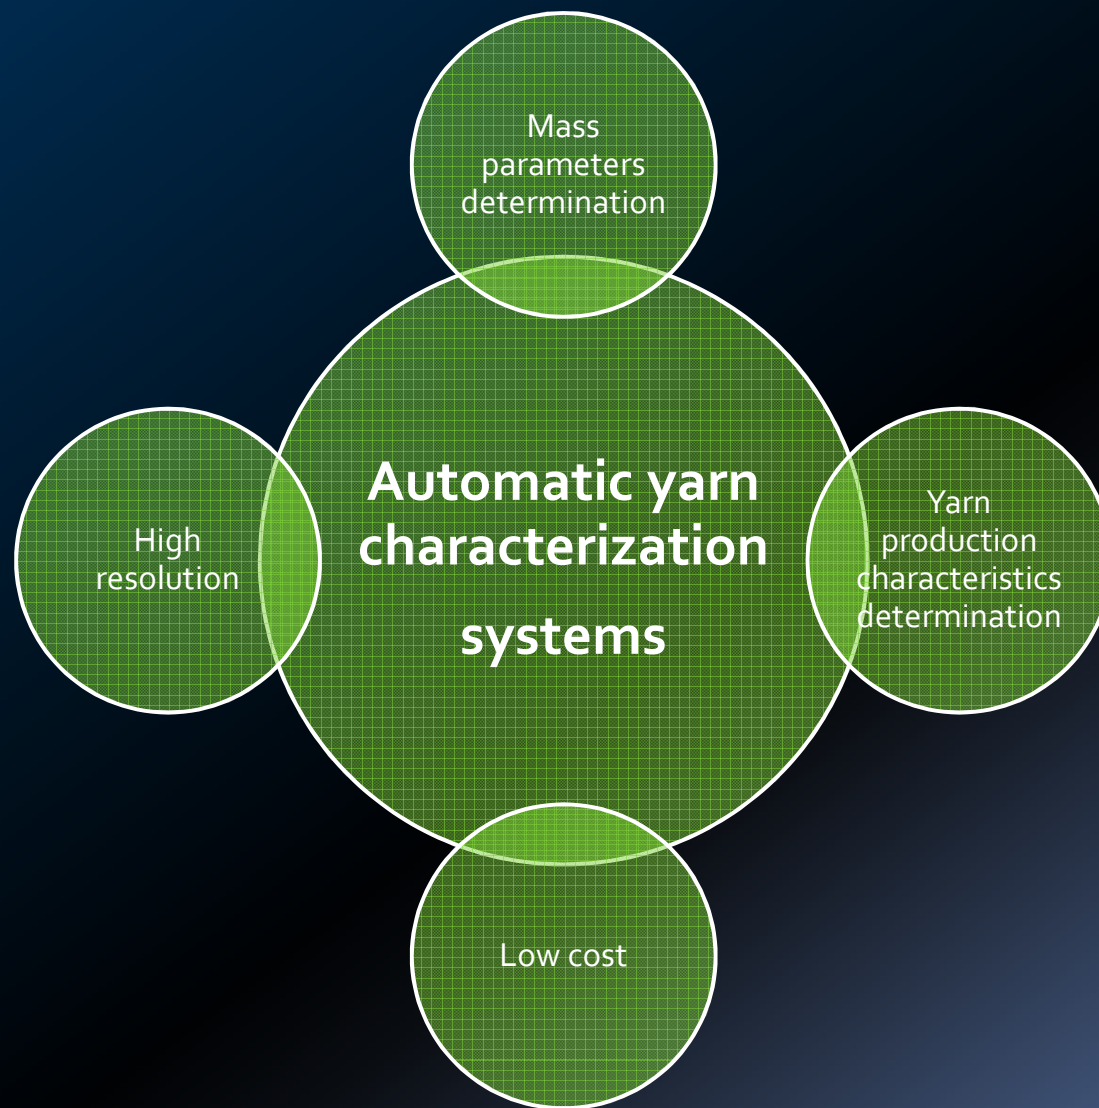 Mass
parameters
determination
Automatic yarn
characterization
systems
High
resolution
Yarn
production
characteristics
determination
Low cost